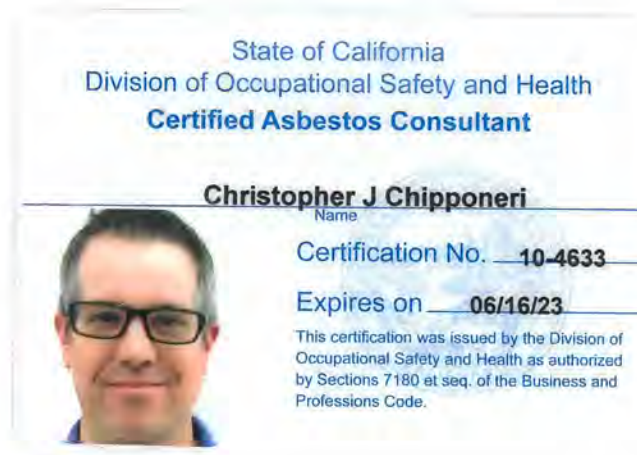 State of California
Division of Occupational Safety and Health
Certified Asbestos Consultant
Christopher J Chipponeri
Name
Certification No. 10-4633
Expires on 06/16/23
This certification was issued by the Division of
Occupational Safety and Health as authorized
by Sections 7180 et seq. of the Business and
Professions Code.